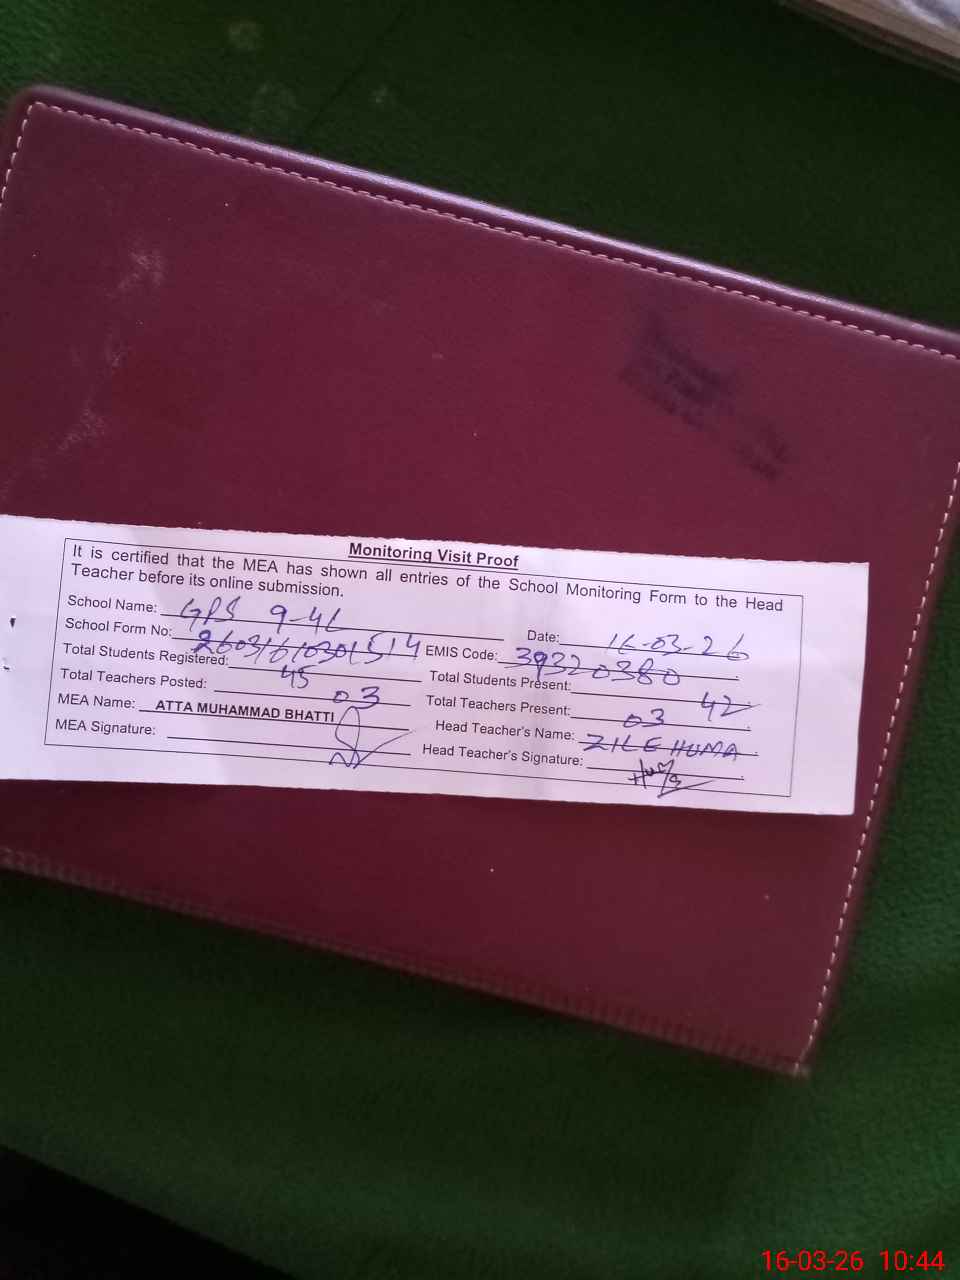 Monitoring Visit Proof
It is certified that the MEA has shown all entries of the School Monitoring Form to the Head
Teacher before its online submission.
School Name: GPS 9-4L Date: 16-03-26
School Form No: 26031610301514 EMIS Code: 39320380
Total Students Registered: 45 Total Students Present: 42
Total Teachers Posted: 03 Total Teachers Present: 03
MEA Name: ATTA MUHAMMAD BHATTI Head Teacher's Name: ZILE HUMA
MEA Signature: Head Teacher's Signature: Huma
16-03-26 10:44